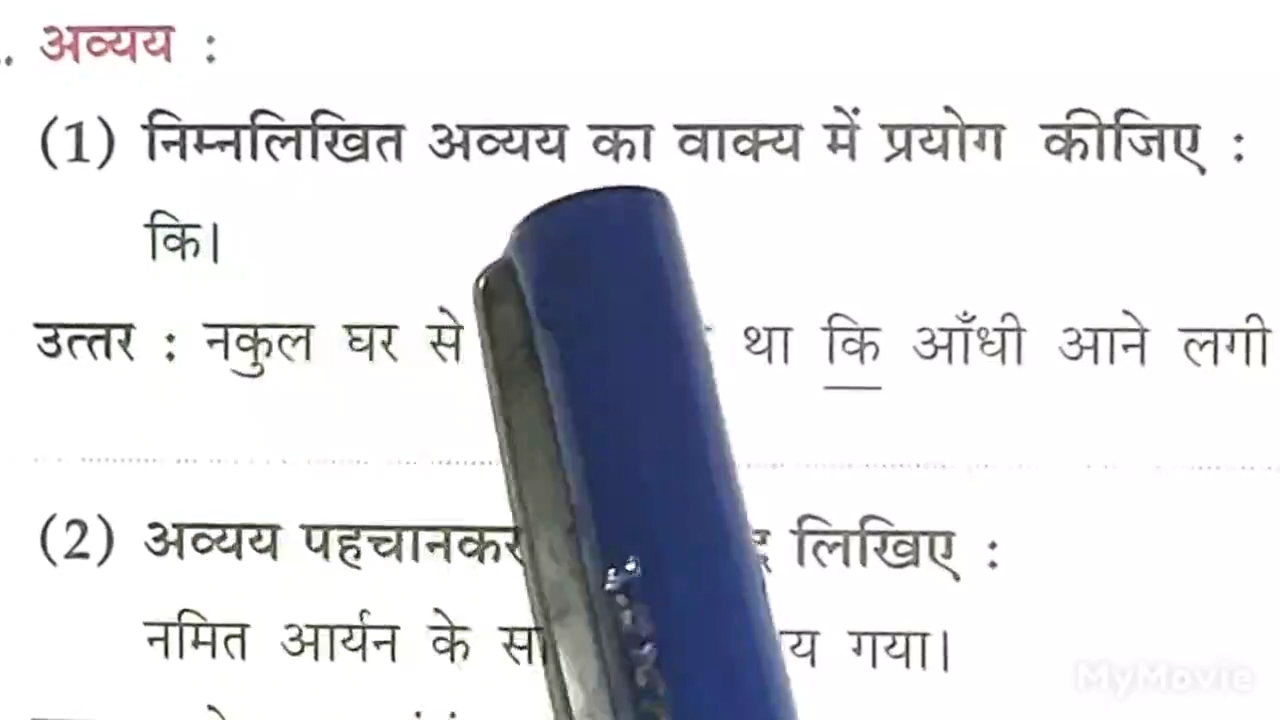 अव्यय :
(1) निम्नलिखित अव्यय का वाक्य में प्रयोग कीजिए :
कि।
उत्तर : नकुल घर से था कि आँधी आने लगी
(2) अव्यय पहचानकर लिखिए :
नमित आर्यन के गया।
MyMovie